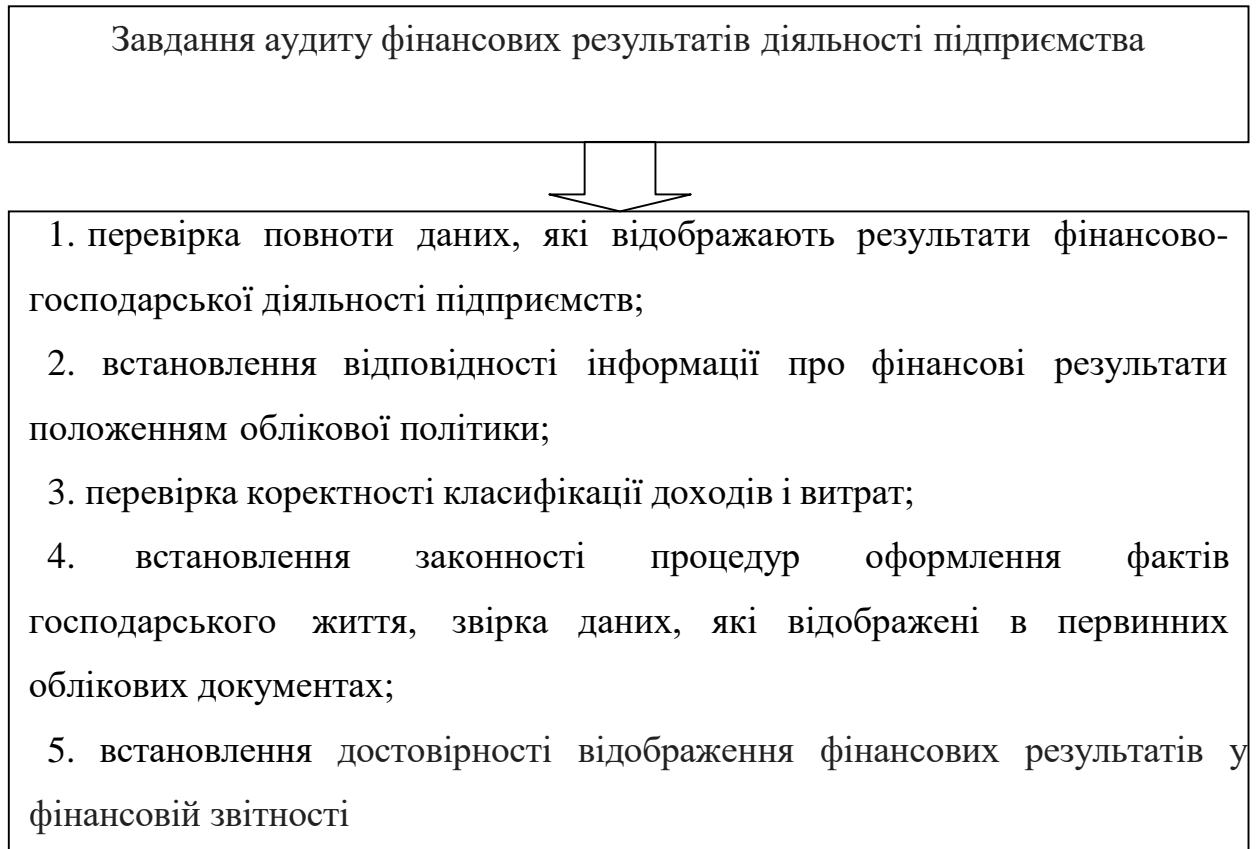 Завдання аудиту фінансових результатів діяльності підприємства
1. перевірка повноти даних, які відображають результати фінансово-
господарської діяльності підприємств;
2. встановлення відповідності інформації про фінансові результати
положенням облікової політики;
3. перевірка коректності класифікації доходів і витрат;
4. встановлення законності процедур оформлення фактів
господарського життя, звірка даних, які відображені в первинних
облікових документах;
5. встановлення достовірності відображення фінансових результатів у
фінансовій звітності